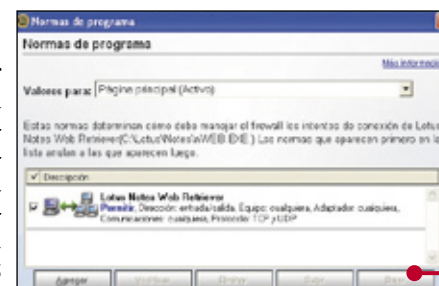 Normas de programa
Normas de programa
Más informació
Valores para: Página principal (Activo)
Estas normas determinan cómo debe manejar el firewall los intentos de conexión de Lotus
Notes Web Retriever(C:\Lotus\Notes\nWEB.EXE.) Las normas que aparecen primero en la
lista anulan a las que aparecen luego.
Descripción
Lotus Notes Web Retriever
Permitir, Dirección: entrada/salida, Equipo: cualquiera, Adaptador: cualquiera,
Comunicaciones: cualquiera, Protocolo: TCP y UDP
Agregar Modificar Eliminar